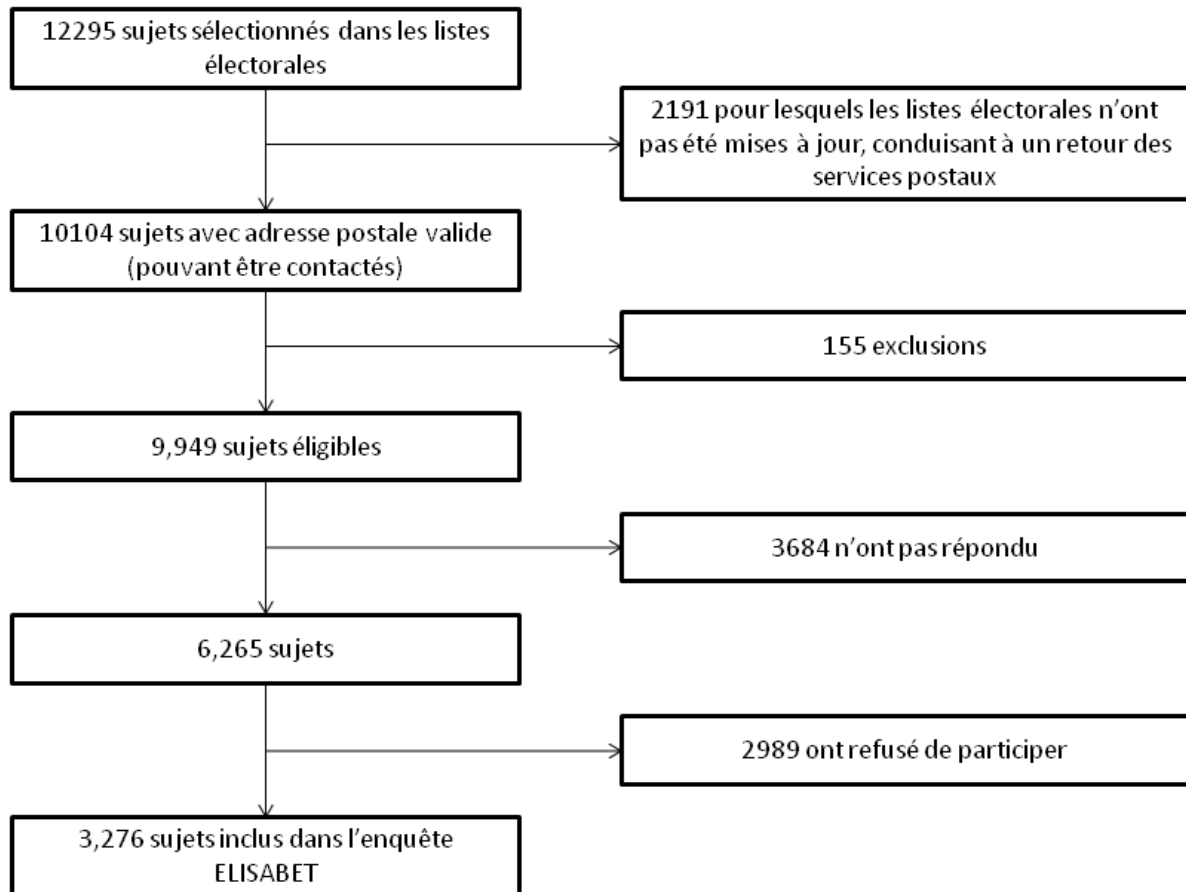 12295 sujets sélectionnés dans les listes
électorales
2191 pour lesquels les listes électorales n’ont
pas été mises à jour, conduisant à un retour des
services postaux
10104 sujets avec adresse postale valide
(pouvant être contactés)
155 exclusions
9,949 sujets éligibles
3684 n’ont pas répondu
6,265 sujets
2989 ont refusé de participer
3,276 sujets inclus dans l’enquête
ELISABET